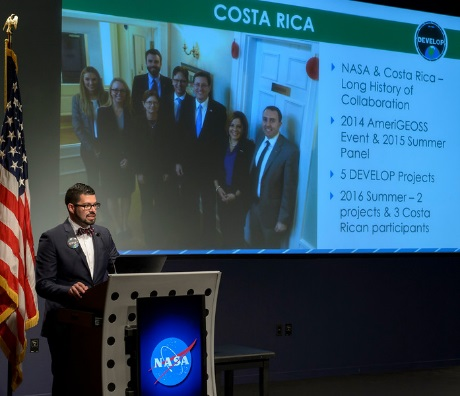 COSTA RICA
DEVELOP
NASA & Costa Rica –
Long History of
Collaboration
2014 AmeriGEOSS
Event & 2015 Summer
Panel
5 DEVELOP Projects
2016 Summer – 2
projects & 3 Costa
Rican participants
NASA